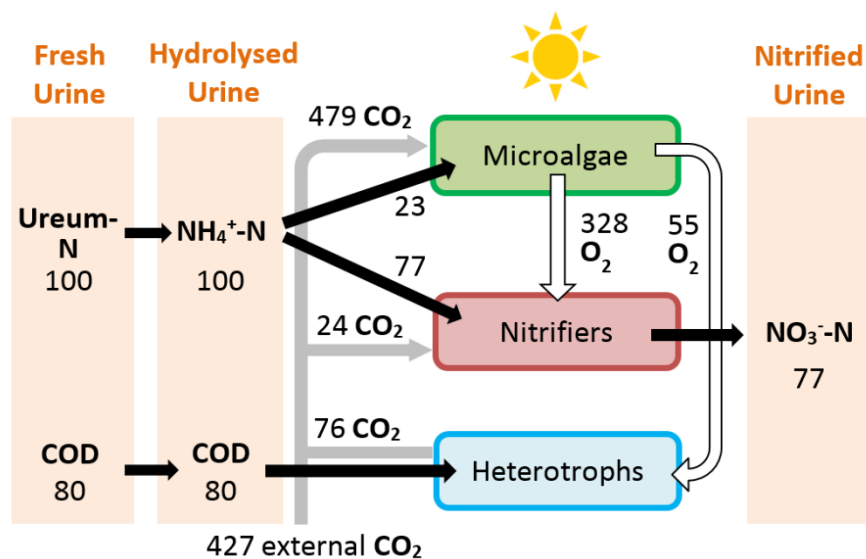 Fresh
Urine
Hydrolysed
Urine
Nitrified
Urine
479 CO₂
Microalgae
23
Ureum-
N
100
NH₄⁺-N
100
77
328
O₂
55
O₂
24 CO₂
Nitrifiers
NO₃⁻-N
77
76 CO₂
COD
80
COD
80
Heterotrophs
427 external CO₂